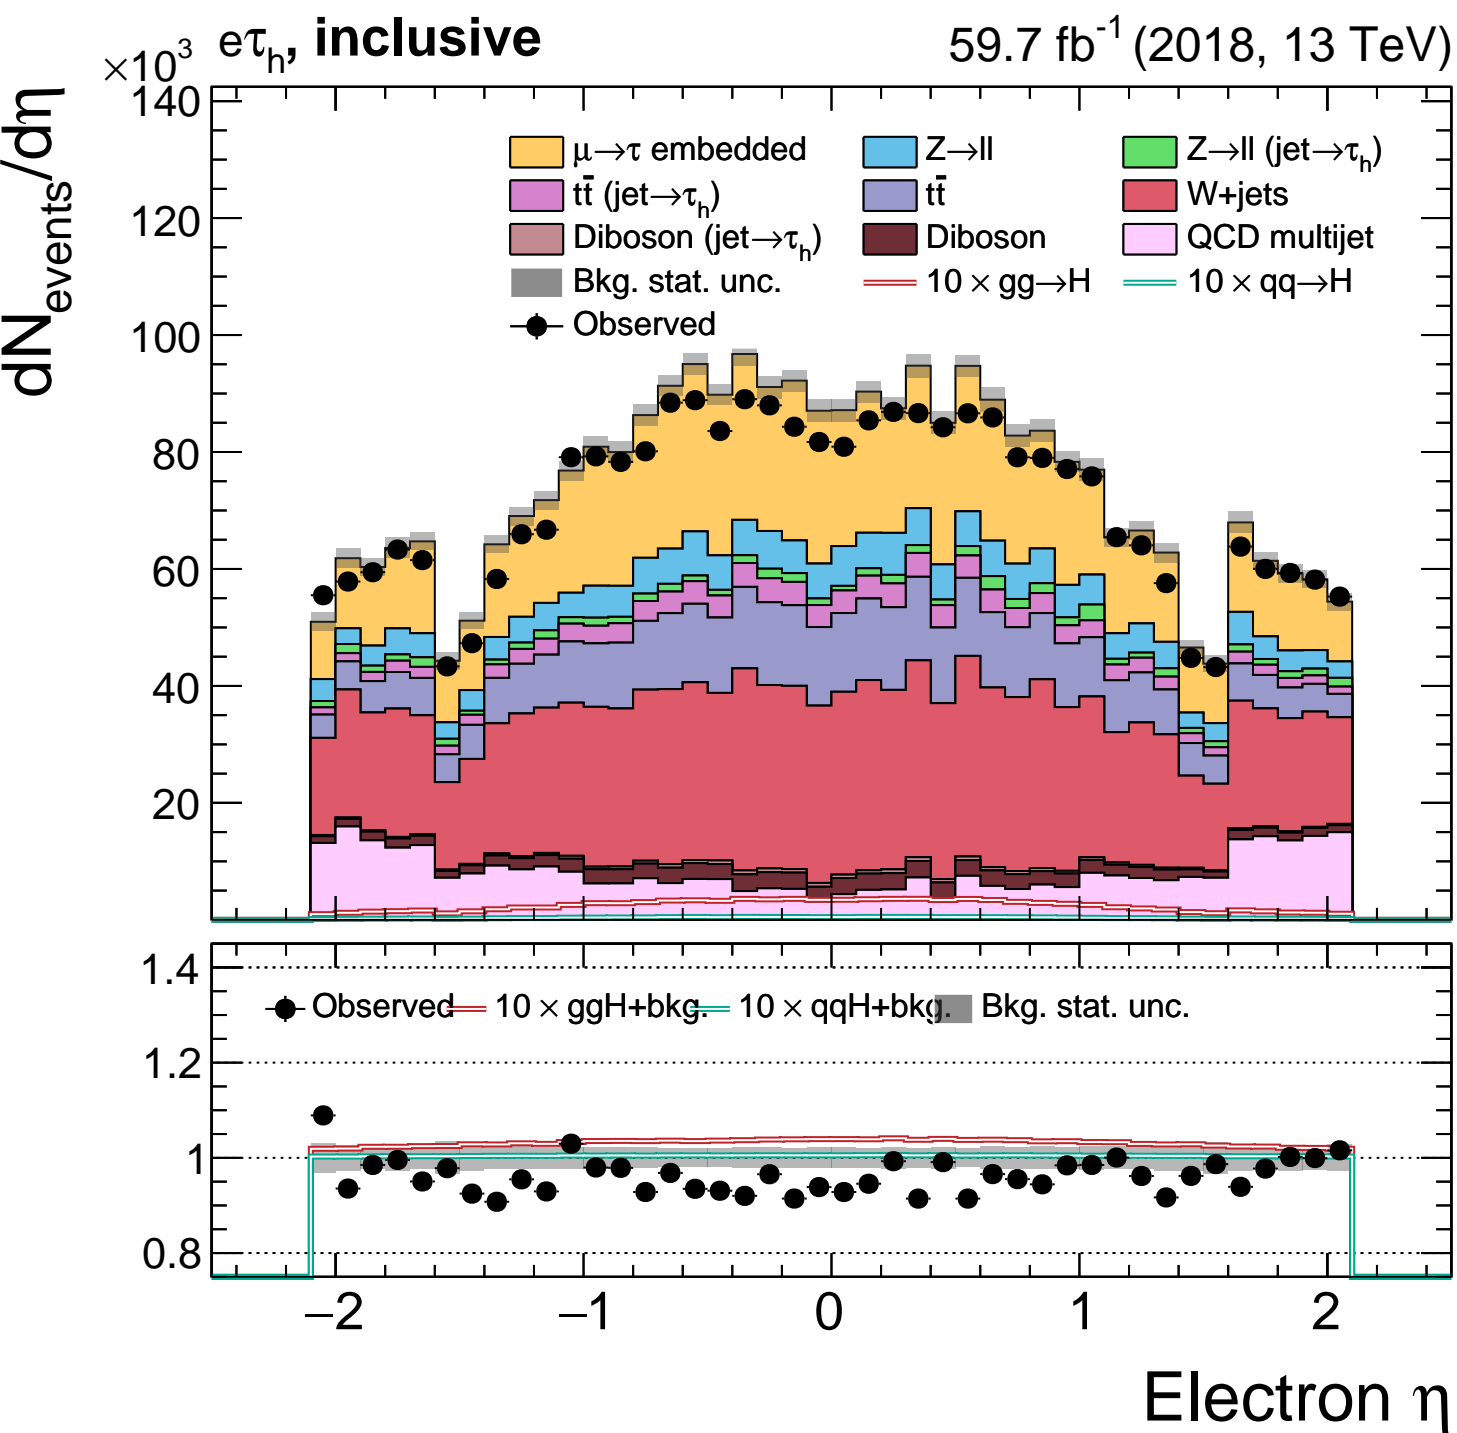 ×10³ eτₕ, inclusive 59.7 fb⁻¹ (2018, 13 TeV)
dN_events/dη
140
120
100
80
60
40
20
μ→τ embedded Z→ll Z→ll (jet→τₕ)
tt̄ (jet→τₕ) tt̄ W+jets
Diboson (jet→τₕ) Diboson QCD multijet
Bkg. stat. unc. 10 × gg→H 10 × qq→H
Observed
1.4
1.2
1
0.8
Observed 10 × ggH+bkg. 10 × qqH+bkg. Bkg. stat. unc.
−2 −1 0 1 2
Electron η